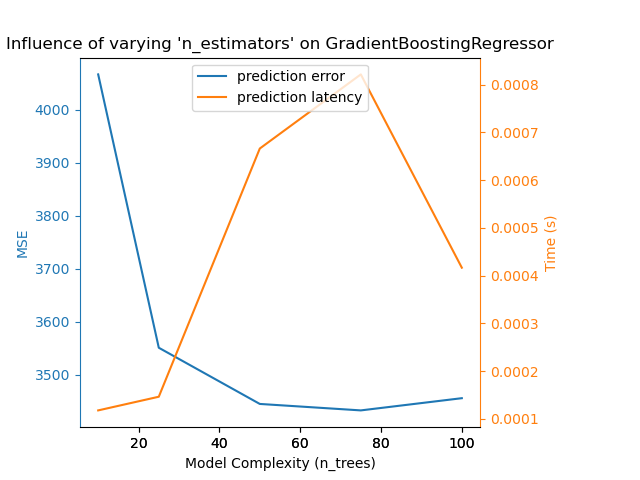 Influence of varying 'n_estimators' on GradientBoostingRegressor
prediction error
prediction latency
4000
3900
3800
3700
3600
3500
MSE
0.0008
0.0007
0.0006
0.0005
0.0004
0.0003
0.0002
0.0001
Time (s)
20 40 60 80 100
Model Complexity (n_trees)